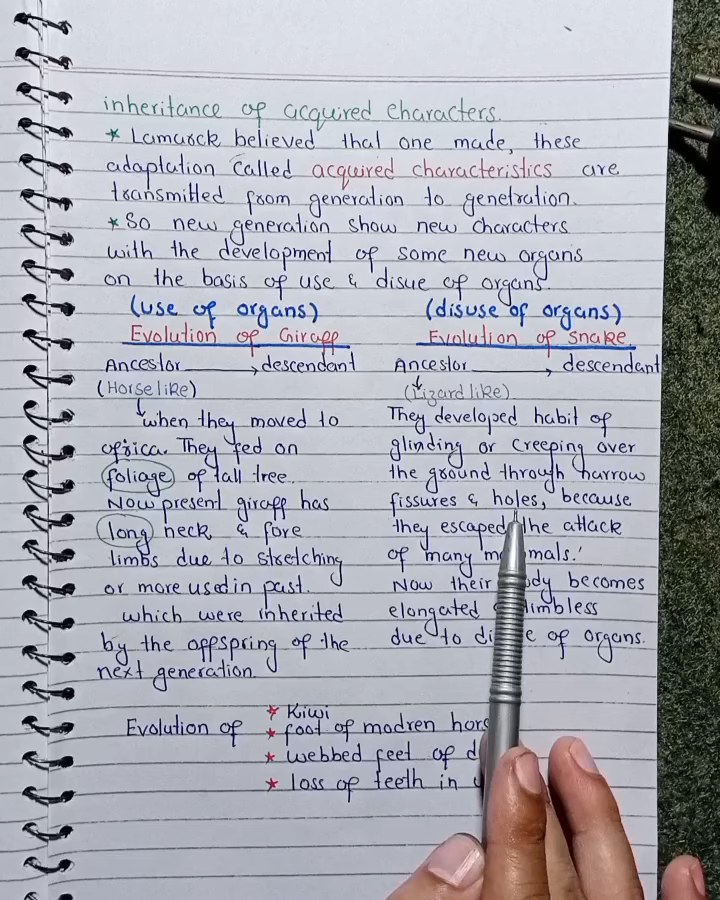 inheritance of acquired characters.
* Lamarck believed that one made, these
adaptation called acquired characteristics are
transmitted from generation to genetration.
* So new generation show new characters
with the development of some new organs
on the basis of use & disue of organs.
(use of organs)
Evolution of Giraff
Ancestor → descendant
(Horse like)
when they moved to
africa. They fed on
foliage of tall tree.
Now present giraff has
long neck & fore
limbs due to stretching
or more used in past.
which were inherited
by the offspring of the
next generation.
(disuse of organs)
Evolution of snake.
Ancestor → descendant
(Lizard like)
They developed habit of
glinding or creeping over
the ground through narrow
fissures & holes, because
they escaped the attack
of many
Now their becomes
elongated limbless
due to of organs.
Evolution of
* Kiwi
* foot of modren
* webbed feet of
* loss of teeth in